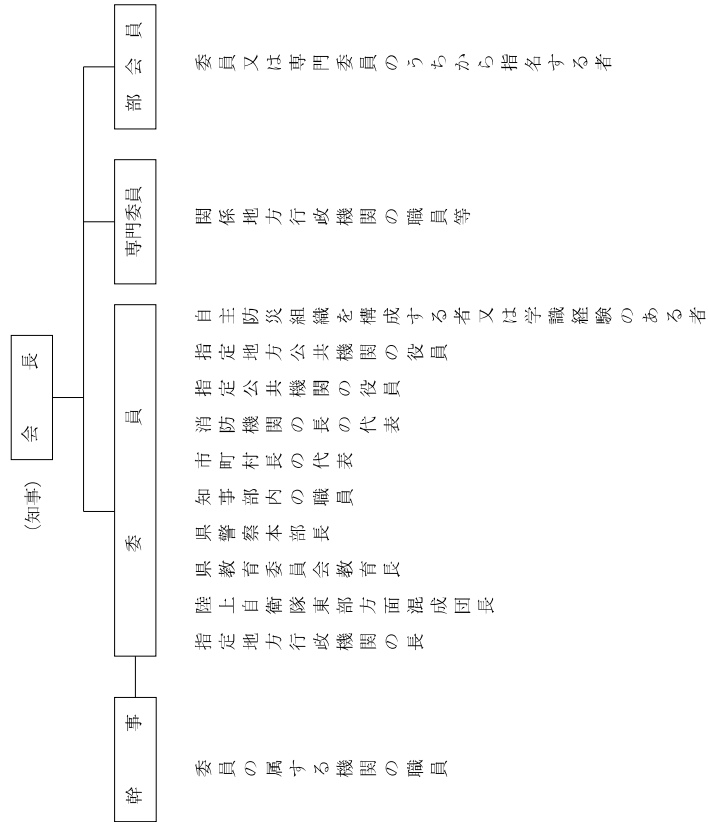 (知事)
会長
幹事
委員
専門委員
部会員
委員の属する機関の職員
指定地方行政機関の長
陸上自衛隊東部方面混成団長
県教育委員会教育長
県警察本部長
知事部内の職員
市町村長の代表
消防機関の長の代表
指定公共機関の役員
指定地方公共機関の役員
自主防災組織を構成する者又は学識経験のある者
関係地方行政機関の職員等
委員又は専門委員のうちから指名する者